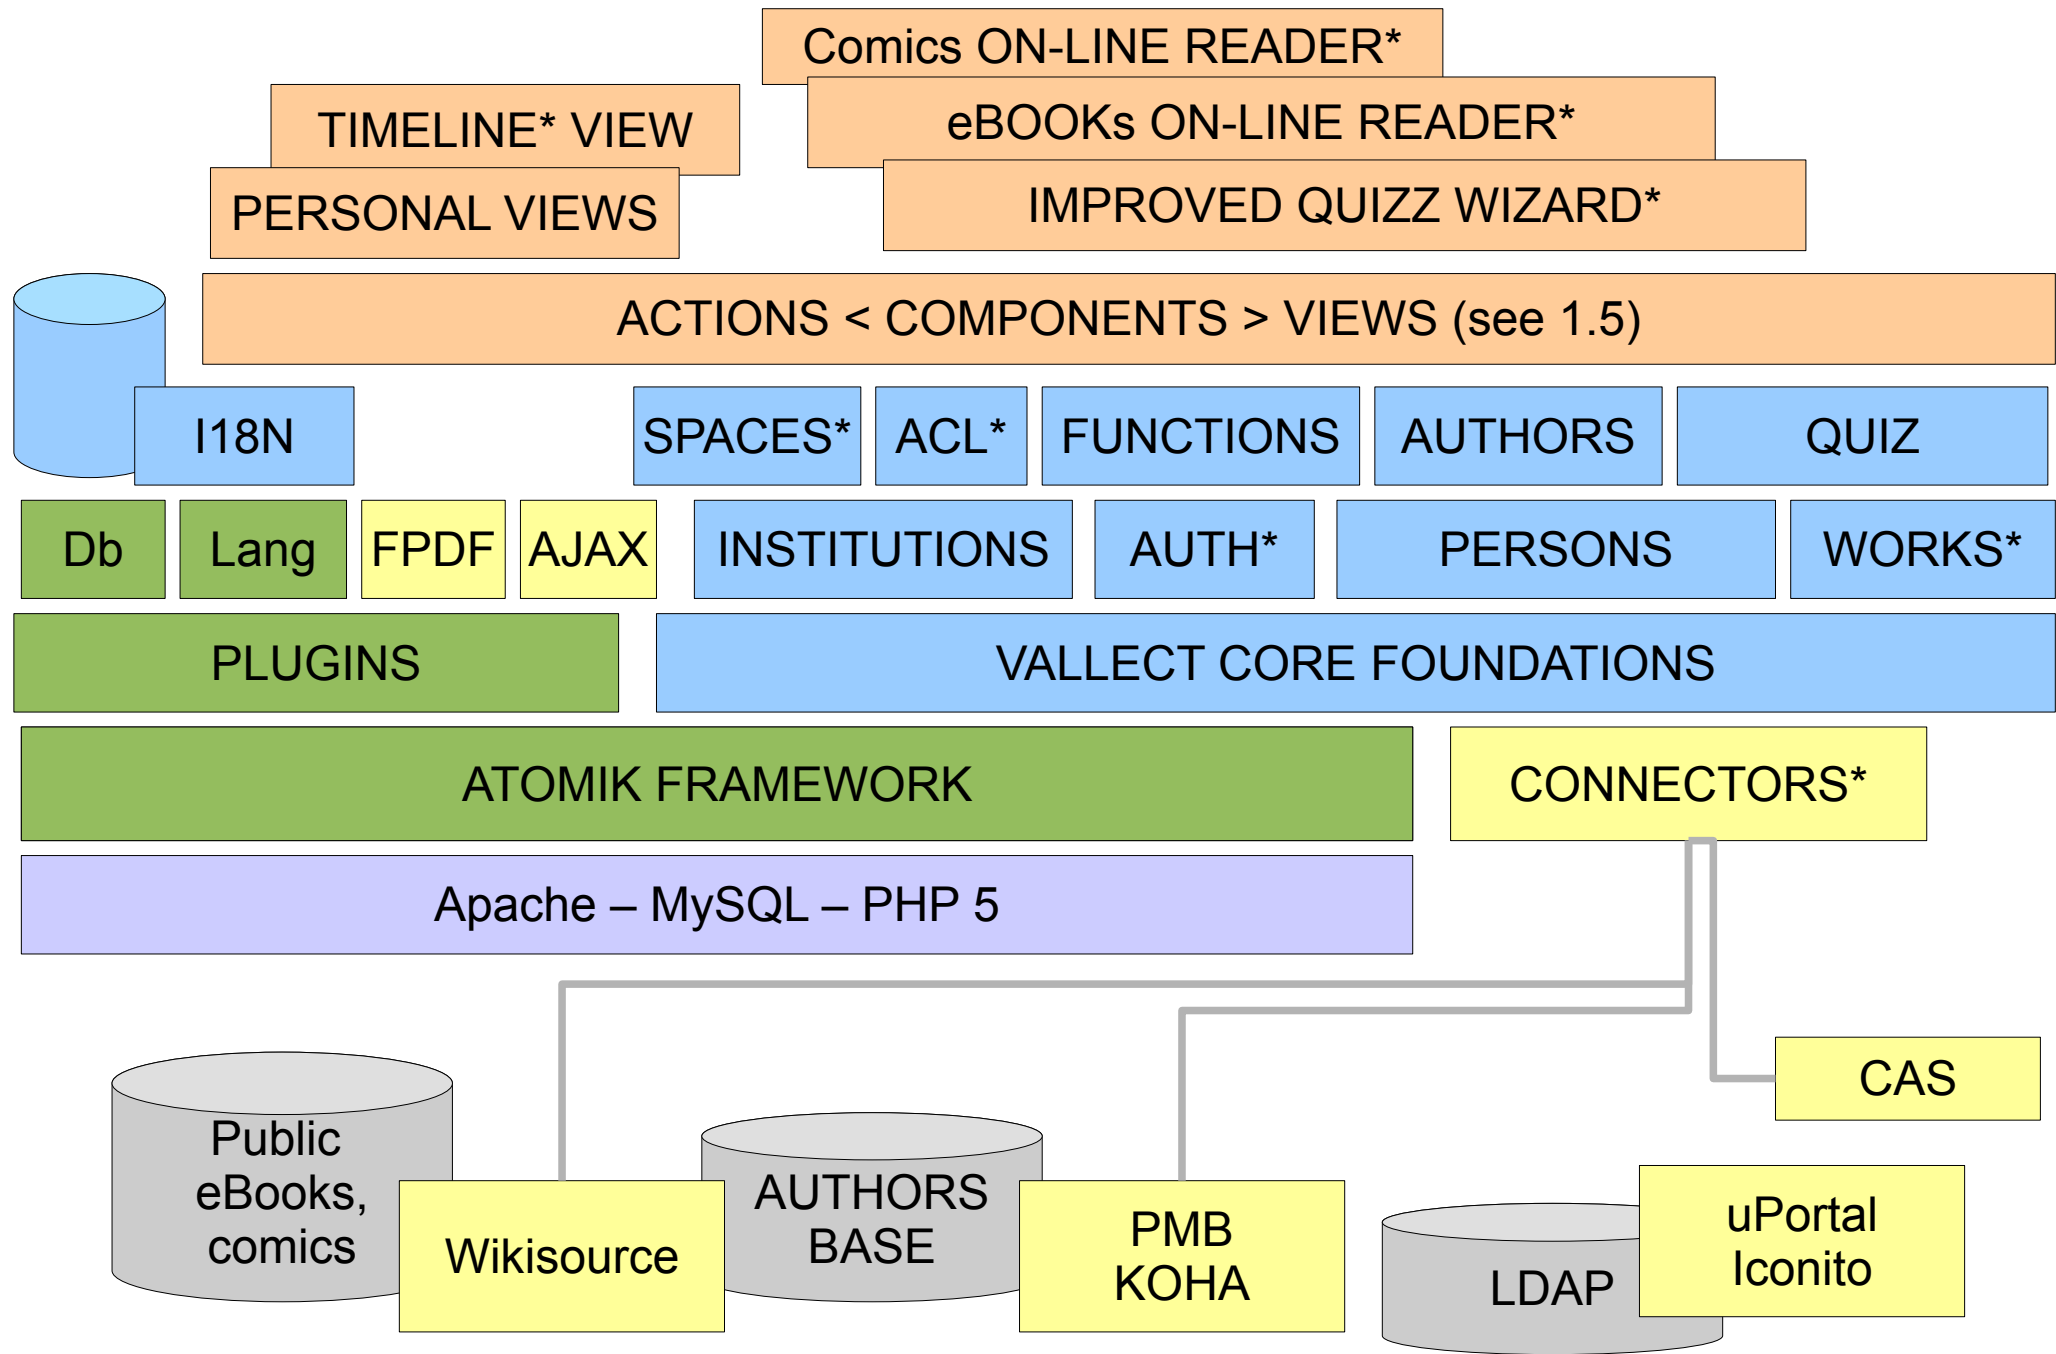 Comics ON-LINE READER*
TIMELINE* VIEW
eBOOKs ON-LINE READER*
PERSONAL VIEWS
IMPROVED QUIZZ WIZARD*
ACTIONS < COMPONENTS > VIEWS (see 1.5)
I18N
SPACES*
ACL*
FUNCTIONS
AUTHORS
QUIZ
Db
Lang
FPDF
AJAX
INSTITUTIONS
AUTH*
PERSONS
WORKS*
PLUGINS
VALLECT CORE FOUNDATIONS
ATOMIK FRAMEWORK
CONNECTORS*
Apache – MySQL – PHP 5
CAS
Public
eBooks,
comics
Wikisource
AUTHORS
BASE
PMB
KOHA
LDAP
uPortal
Iconito